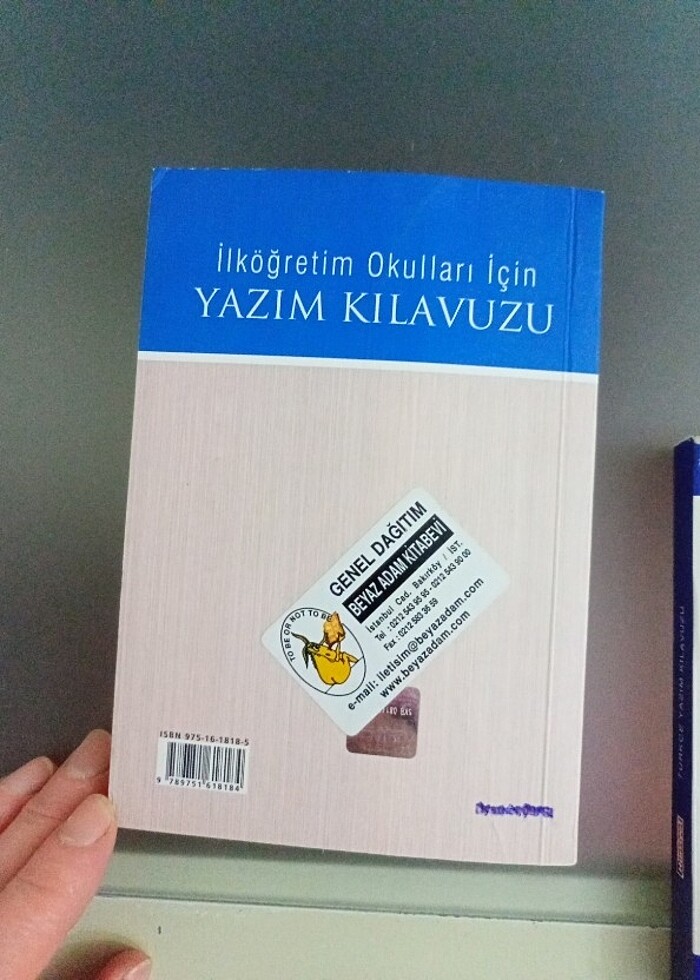 İlköğretim Okulları İçin
YAZIM KILAVUZU
GENEL DAĞITIM
BEYAZ ADAM KİTABEVİ
İstanbul Cad. Bakırköy / İST.
Tel : 0212 543 95 95 - 0212 543 90 00
Fax : 0212 583 36 59
TO BE OR NOT TO BE
e-mail: iletisim@beyazadam.com
www.beyazadam.com
ISBN 975-16-1818-5
9 789751 618184
TÜRKÇE YAZIM KILAVUZU